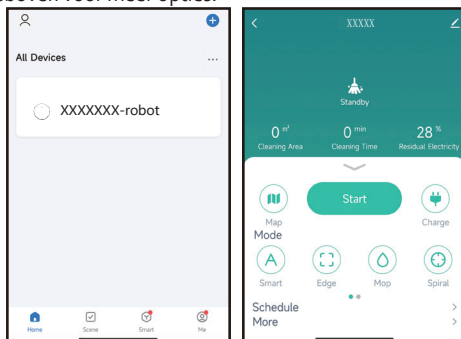 All Devices
...
XXXXXXX-robot
Home
Scene
Smart
Me
XXXXX
Standby
0 m²
0 min
28 %
Cleaning Area
Cleaning Time
Residual Electricity
Start
Map
Charge
Mode
A
Smart
Edge
Mop
Spiral
Schedule
More